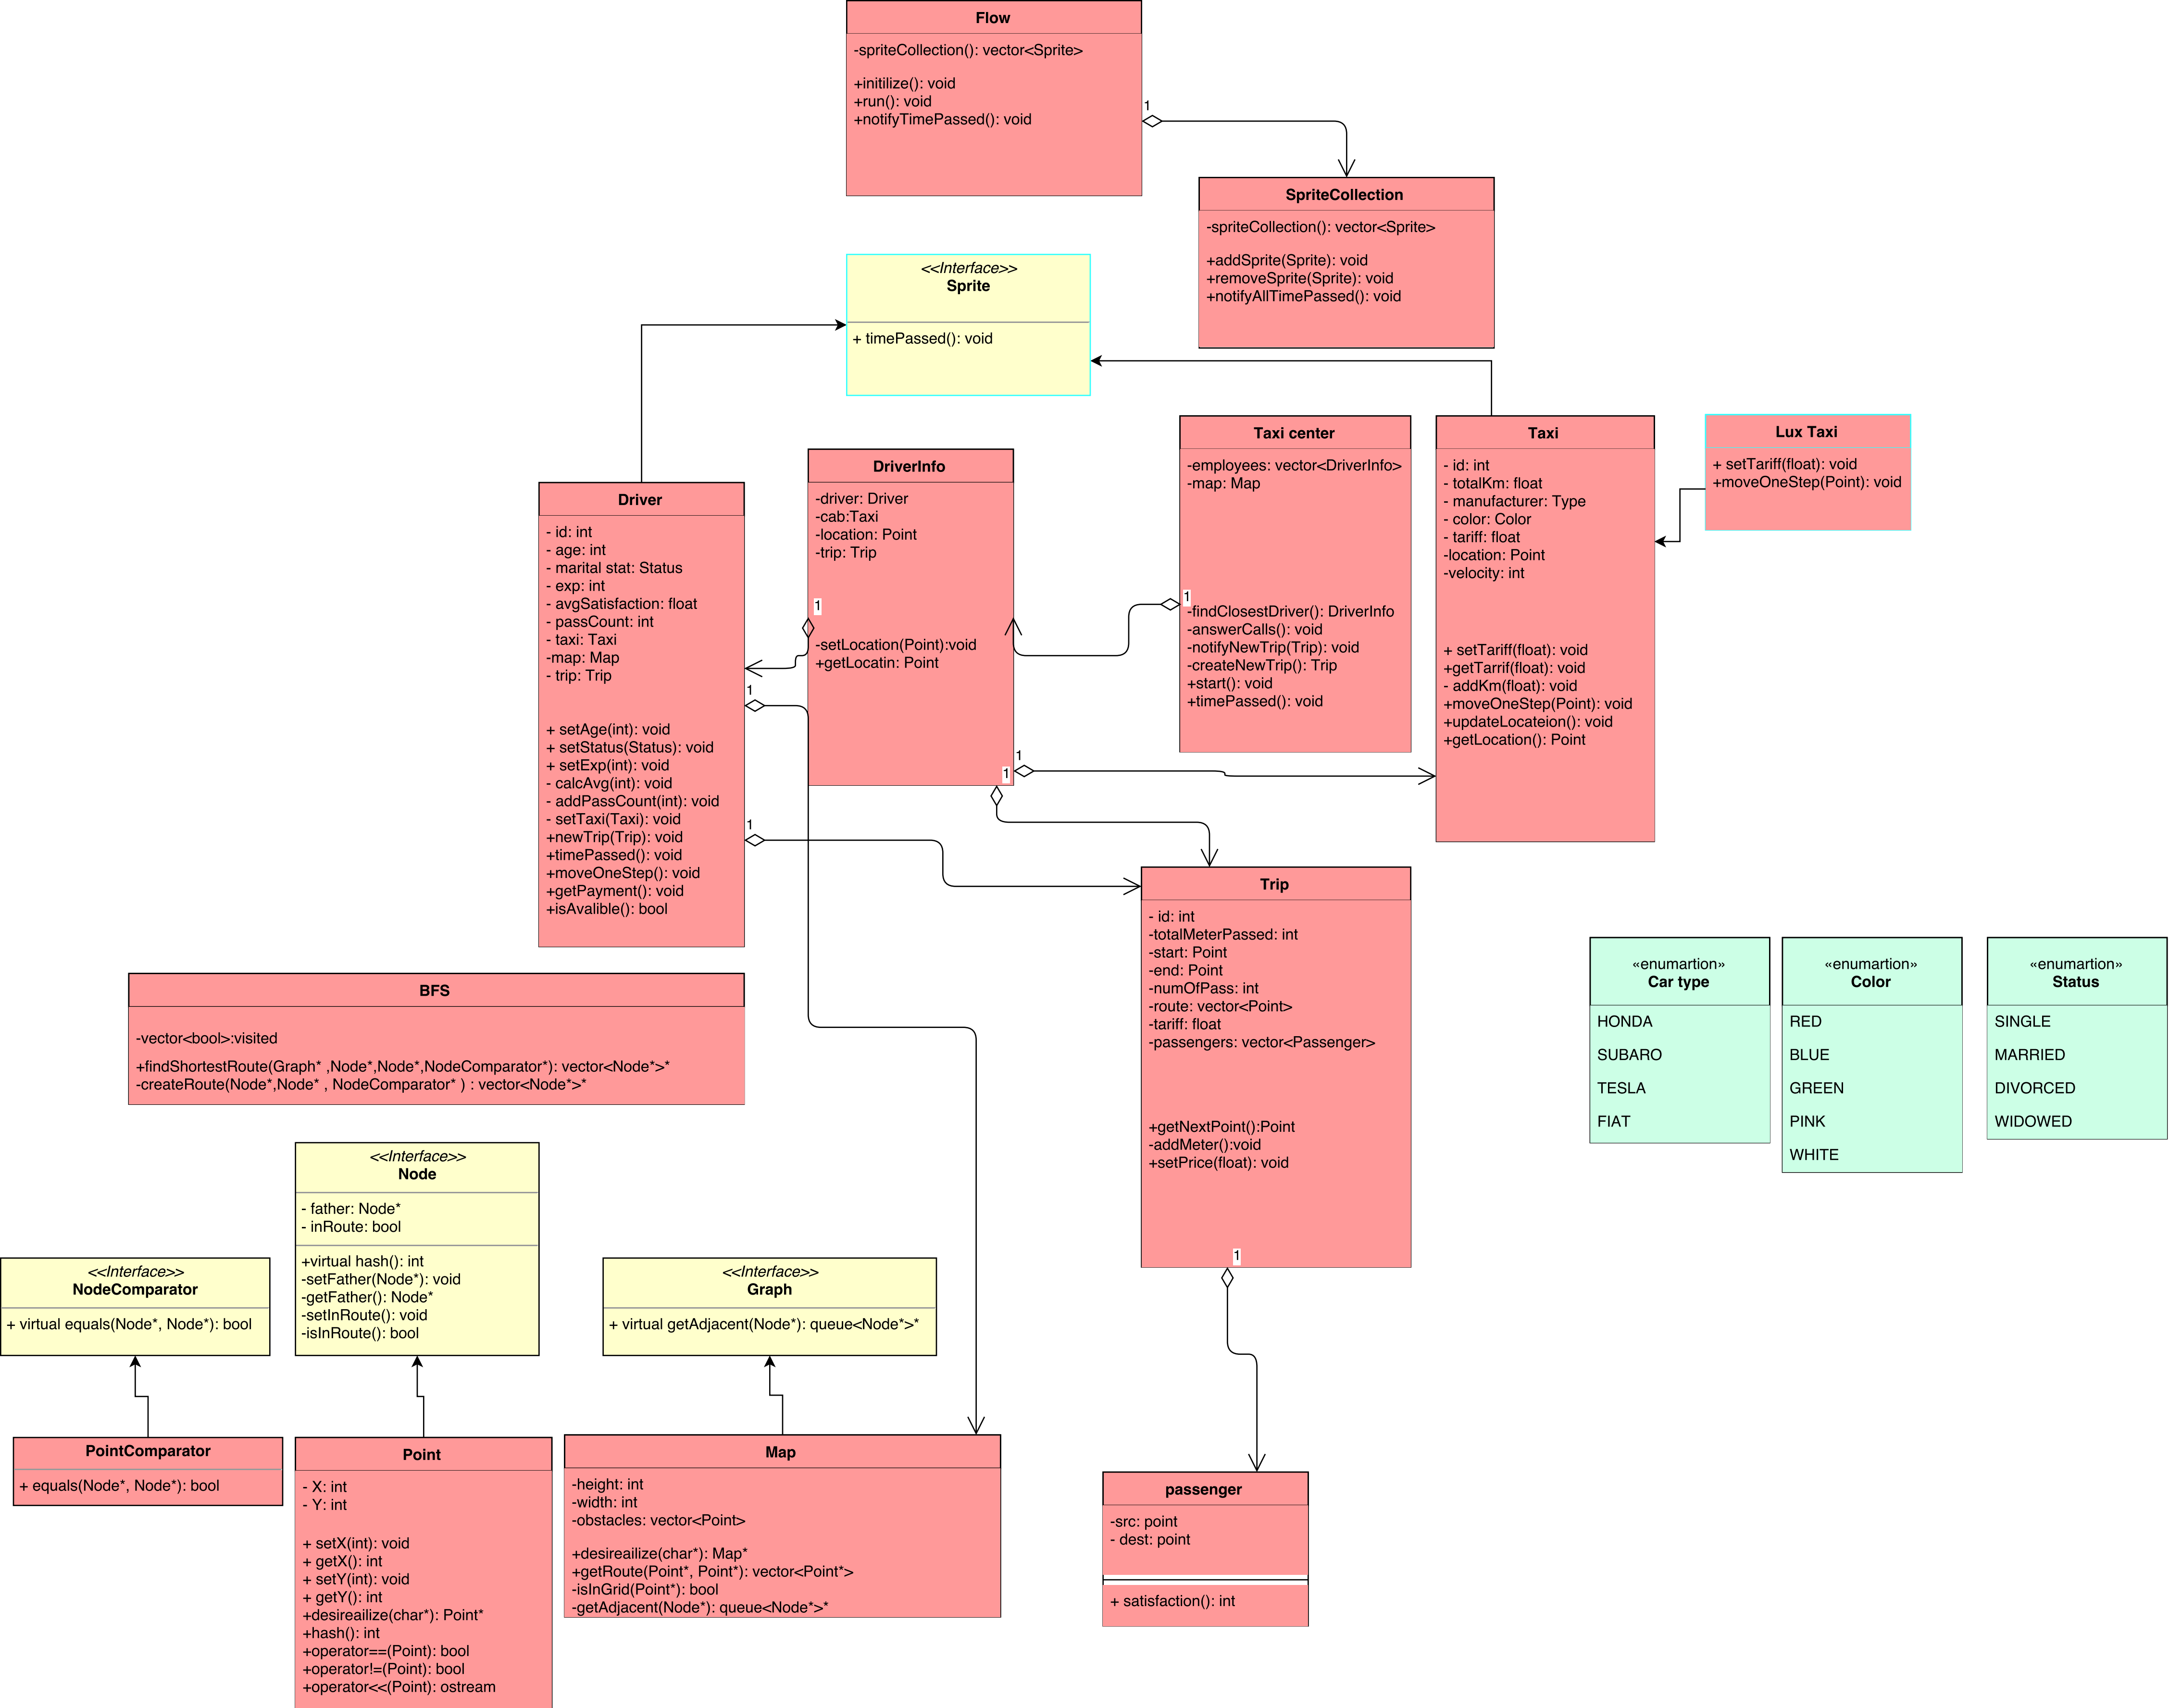 Flow
-spriteCollection(): vector<Sprite>
+initilize(): void
+run(): void
+notifyTimePassed(): void
1
SpriteCollection
-spriteCollection(): vector<Sprite>
+addSprite(Sprite): void
+removeSprite(Sprite): void
+notifyAllTimePassed(): void
<<Interface>>
Sprite
+ timePassed(): void
Driver
- id: int
- age: int
- marital stat: Status
- exp: int
- avgSatisfaction: float
- passCount: int
- taxi: Taxi
-map: Map
- trip: Trip
+ setAge(int): void
+ setStatus(Status): void
+ setExp(int): void
- calcAvg(int): void
- addPassCount(int): void
- setTaxi(Taxi): void
+newTrip(Trip): void
+timePassed(): void
+moveOneStep(): void
+getPayment(): void
+isAvalible(): bool
1
1
DriverInfo
-driver: Driver
-cab:Taxi
-location: Point
-trip: Trip
1
-setLocation(Point):void
+getLocatin: Point
1
1
Taxi center
-employees: vector<DriverInfo>
-map: Map
1
-findClosestDriver(): DriverInfo
-answerCalls(): void
-notifyNewTrip(Trip): void
-createNewTrip(): Trip
+start(): void
+timePassed(): void
Taxi
- id: int
- totalKm: float
- manufacturer: Type
- color: Color
- tariff: float
-location: Point
-velocity: int
+ setTariff(float): void
+getTarrif(float): void
- addKm(float): void
+moveOneStep(Point): void
+updateLocateion(): void
+getLocation(): Point
Lux Taxi
+ setTariff(float): void
+moveOneStep(Point): void
Trip
- id: int
-totalMeterPassed: int
-start: Point
-end: Point
-numOfPass: int
-route: vector<Point>
-tariff: float
-passengers: vector<Passenger>
+getNextPoint():Point
-addMeter():void
+setPrice(float): void
1
«enumartion»
Car type
HONDA
SUBARO
TESLA
FIAT
«enumartion»
Color
RED
BLUE
GREEN
PINK
WHITE
«enumartion»
Status
SINGLE
MARRIED
DIVORCED
WIDOWED
BFS
-vector<bool>:visited
+findShortestRoute(Graph* ,Node*,Node*,NodeComparator*): vector<Node*>*
-createRoute(Node*,Node* , NodeComparator* ) : vector<Node*>*
<<Interface>>
Node
- father: Node*
- inRoute: bool
+virtual hash(): int
-setFather(Node*): void
-getFather(): Node*
-setInRoute(): void
-isInRoute(): bool
<<Interface>>
NodeComparator
+ virtual equals(Node*, Node*): bool
<<Interface>>
Graph
+ virtual getAdjacent(Node*): queue<Node*>*
PointComparator
+ equals(Node*, Node*): bool
Point
- X: int
- Y: int
+ setX(int): void
+ getX(): int
+ setY(int): void
+ getY(): int
+desireailize(char*): Point*
+hash(): int
+operator==(Point): bool
+operator!=(Point): bool
+operator<<(Point): ostream
Map
-height: int
-width: int
-obstacles: vector<Point>
+desireailize(char*): Map*
+getRoute(Point*, Point*): vector<Point*>
-isInGrid(Point*): bool
-getAdjacent(Node*): queue<Node*>*
passenger
-src: point
- dest: point
+ satisfaction(): int